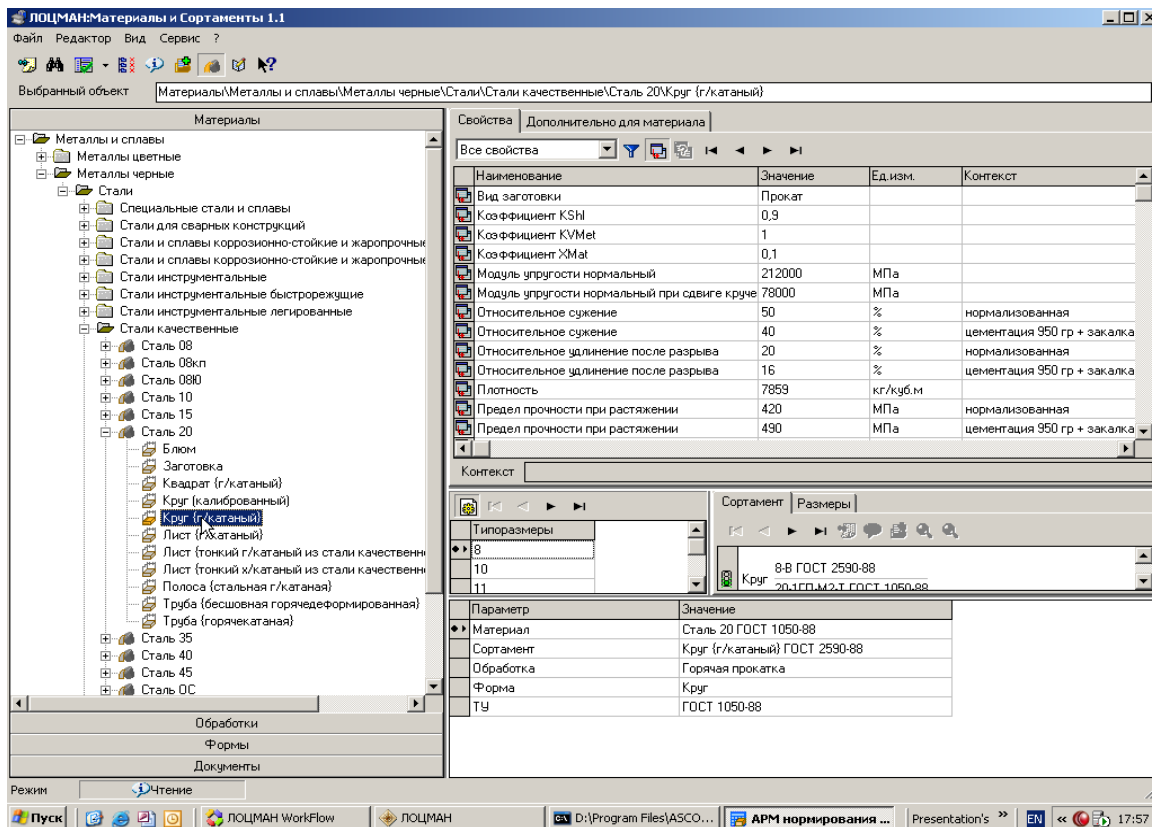 ЛОЦМАН:Материалы и Сортаменты 1.1
Файл Редактор Вид Сервис ?
Выбранный объект Материалы\Металлы и сплавы\Металлы черные\Стали\Стали качественные\Сталь 20\Круг {г/катаный}
Материалы
Металлы и сплавы
Металлы цветные
Металлы черные
Стали
Специальные стали и сплавы
Стали для сварных конструкций
Стали и сплавы коррозионно-стойкие и жаропрочные
Стали и сплавы коррозионно-стойкие и жаропрочные
Стали инструментальные
Стали инструментальные быстрорежущие
Стали инструментальные легированные
Стали качественные
Сталь 08
Сталь 08кп
Сталь 08Ю
Сталь 10
Сталь 15
Сталь 20
Блюм
Заготовка
Квадрат {г/катаный}
Круг {калиброванный}
Круг {г/катаный}
Лист {г/катаный}
Лист {тонкий г/катаный из стали качественн
Лист {тонкий х/катаный из стали качественн
Полоса {стальная г/катаная}
Труба {бесшовная горячедеформированная}
Труба {горячекатаная}
Сталь 35
Сталь 40
Сталь 45
Сталь ОС
Обработки
Формы
Документы
Свойства Дополнительно для материала
Все свойства
Наименование Значение Ед.изм. Контекст
Вид заготовки Прокат
Коэффициент KShl 0,9
Коэффициент KVMet 1
Коэффициент XMat 0,1
Модуль упругости нормальный 212000 МПа
Модуль упругости нормальный при сдвиге круче 78000 МПа
Относительное сужение 50 % нормализованная
Относительное сужение 40 % цементация 950 гр + закалка
Относительное удлинение после разрыва 20 % нормализованная
Относительное удлинение после разрыва 16 % цементация 950 гр + закалка
Плотность 7859 кг/куб.м
Предел прочности при растяжении 420 МПа нормализованная
Предел прочности при растяжении 490 МПа цементация 950 гр + закалка
Контекст
Типоразмеры
8
10
11
Сортамент Размеры
8-В ГОСТ 2590-88
Круг
20-1ГП-М2-Т ГОСТ 1050-88
Параметр Значение
Материал Сталь 20 ГОСТ 1050-88
Сортамент Круг {г/катаный} ГОСТ 2590-88
Обработка Горячая прокатка
Форма Круг
ТУ ГОСТ 1050-88
Режим Чтение
Пуск ЛОЦМАН WorkFlow ЛОЦМАН D:\Program Files\ASCO... АРМ нормирования ... Presentation's » EN « 17:57